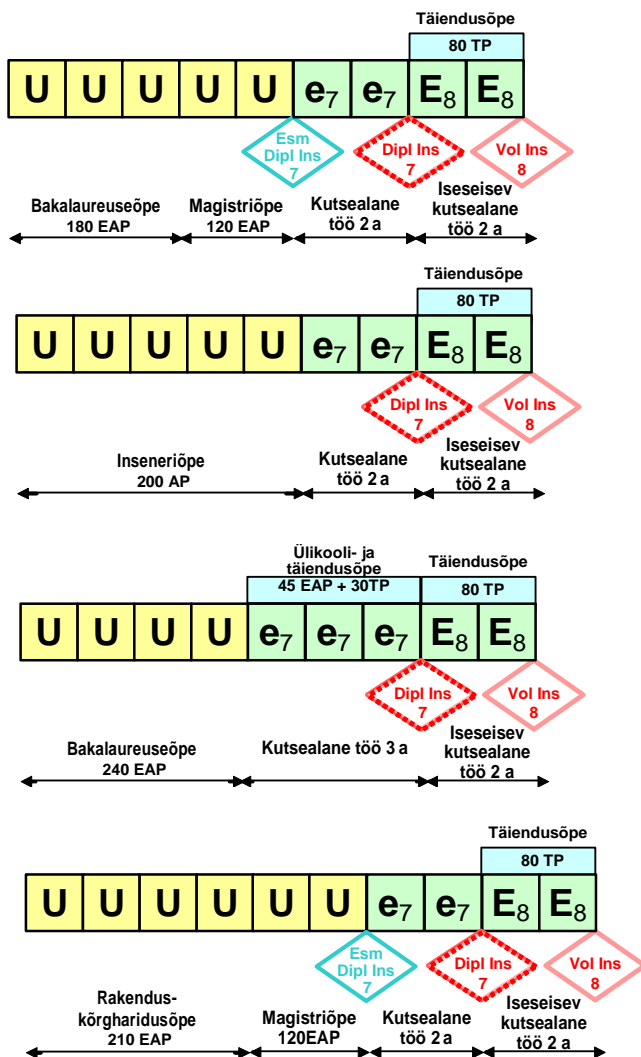 Täiendusõpe
80 TP
U U U U U e7 e7 E8 E8
Esm
Dipl Ins
7
Dipl Ins
7
Vol Ins
8
Bakalaureuseõpe
180 EAP
Magistriõpe
120 EAP
Kutsealane
töö 2 a
Iseseisev
kutsealane
töö 2 a
Täiendusõpe
80 TP
U U U U U e7 e7 E8 E8
Dipl Ins
7
Vol Ins
8
Inseneriõpe
200 AP
Kutsealane
töö 2 a
Iseseisev
kutsealane
töö 2 a
Ülikooli- ja
täiendusõpe
45 EAP + 30TP
Täiendusõpe
80 TP
U U U U e7 e7 e7 E8 E8
Dipl Ins
7
Vol Ins
8
Bakalaureuseõpe
240 EAP
Kutsealane töö 3 a
Iseseisev
kutsealane
töö 2 a
Täiendusõpe
80 TP
U U U U U U e7 e7 E8 E8
Esm
Dipl Ins
7
Dipl Ins
7
Vol Ins
8
Rakendus-
kõrgharidusõpe
210 EAP
Magistriõpe
120EAP
Kutsealane
töö 2 a
Iseseisev
kutsealane
töö 2 a